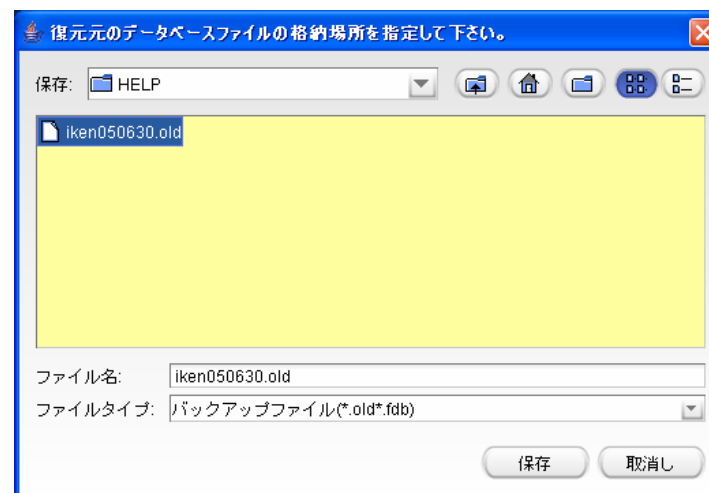 復元元のデータベースファイルの格納場所を指定して下さい。
保存: HELP
iken050630.old
ファイル名: iken050630.old
ファイルタイプ: バックアップファイル(*.old*.fdb)
保存 取消し